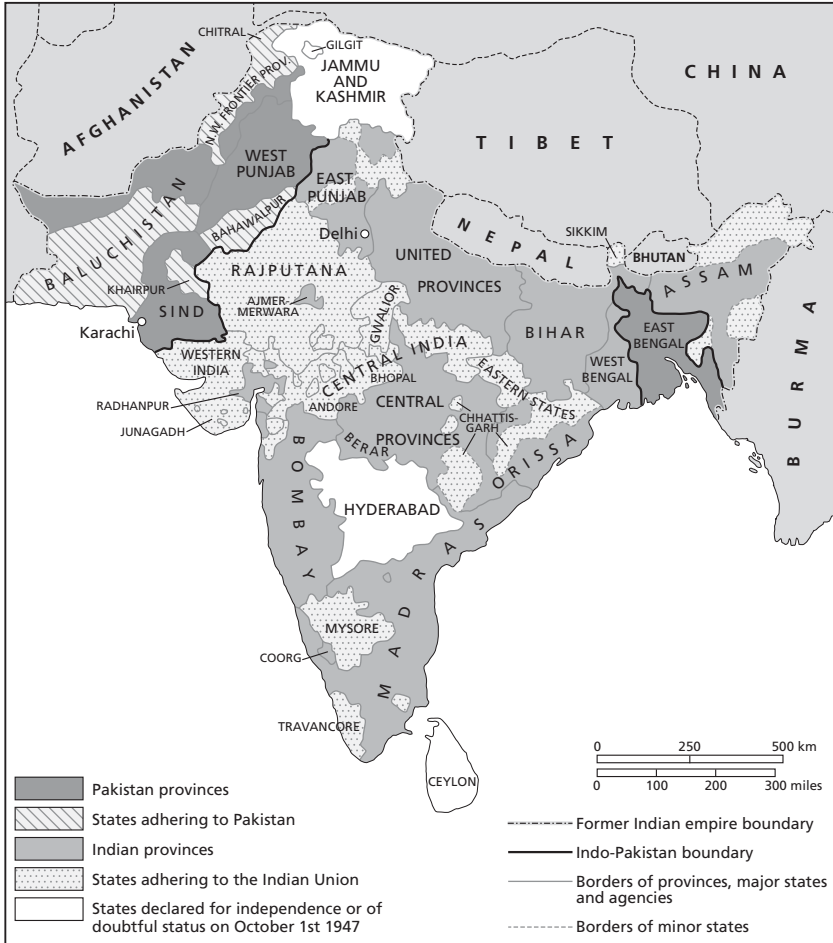 CHITRAL
GILGIT
JAMMU
AND
KASHMIR
CHINA
AFGHANISTAN
N.W. FRONTIER PROV.
TIBET
WEST
PUNJAB
EAST
PUNJAB
BALUCHISTAN
BAHAWALPUR
Delhi
NEPAL
SIKKIM
BHUTAN
ASSAM
UNITED
PROVINCES
RAJPUTANA
KHAIRPUR
AJMER-
MERWARA
GWALIOR
SIND
Karachi
BIHAR
EAST
BENGAL
WEST
BENGAL
BURMA
WESTERN
INDIA
CENTRAL INDIA
BHOPAL
EASTERN STATES
RADHANPUR
ANDORE
CENTRAL
PROVINCES
CHHATTIS-
GARH
JUNAGADH
BERAR
ORISSA
BOMBAY
HYDERABAD
MADRAS
MYSORE
COORG
TRAVANCORE
CEYLON
0 250 500 km
0 100 200 300 miles
Pakistan provinces
States adhering to Pakistan
Indian provinces
States adhering to the Indian Union
States declared for independence or of
doubtful status on October 1st 1947
Former Indian empire boundary
Indo-Pakistan boundary
Borders of provinces, major states
and agencies
Borders of minor states